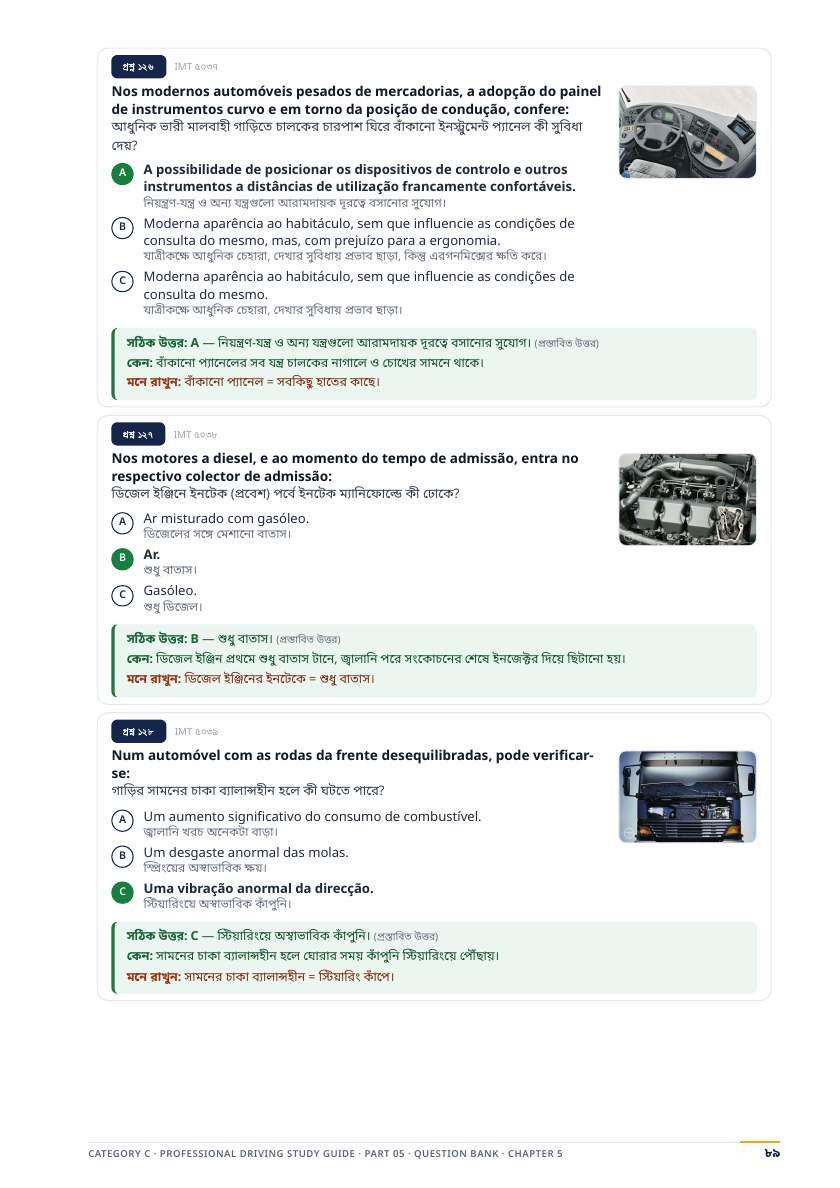 প্রশ্ন ১২৬ IMT ৫০৩৭
Nos modernos automóveis pesados de mercadorias, a adopção do painel
de instrumentos curvo e em torno da posição de condução, confere:
আধুনিক ভারী মালবাহী গাড়িতে চালকের চারপাশ ঘিরে বাঁকানো ইনস্ট্রুমেন্ট প্যানেল কী সুবিধা
দেয়?
A A possibilidade de posicionar os dispositivos de controlo e outros
instrumentos a distâncias de utilização francamente confortáveis.
নিয়ন্ত্রণ-যন্ত্র ও অন্য যন্ত্রগুলো আরামদায়ক দূরত্বে বসানোর সুযোগ।
B Moderna aparência ao habitáculo, sem que influencie as condições de
consulta do mesmo, mas, com prejuízo para a ergonomia.
যাত্রীকক্ষে আধুনিক চেহারা, দেখার সুবিধায় প্রভাব ছাড়া, কিন্তু এরগনমিক্সের ক্ষতি করে।
C Moderna aparência ao habitáculo, sem que influencie as condições de
consulta do mesmo.
যাত্রীকক্ষে আধুনিক চেহারা, দেখার সুবিধায় প্রভাব ছাড়া।
সঠিক উত্তর: A — নিয়ন্ত্রণ-যন্ত্র ও অন্য যন্ত্রগুলো আরামদায়ক দূরত্বে বসানোর সুযোগ। (প্রস্তাবিত উত্তর)
কেন: বাঁকানো প্যানেলের সব যন্ত্র চালকের নাগালে ও চোখের সামনে থাকে।
মনে রাখুন: বাঁকানো প্যানেল = সবকিছু হাতের কাছে।
প্রশ্ন ১২৭ IMT ৫০৩৮
Nos motores a diesel, e ao momento do tempo de admissão, entra no
respectivo colector de admissão:
ডিজেল ইঞ্জিনে ইনটেক (প্রবেশ) পর্বে ইনটেক ম্যানিফোল্ডে কী ঢোকে?
A Ar misturado com gasóleo.
ডিজেলের সঙ্গে মেশানো বাতাস।
B Ar.
শুধু বাতাস।
C Gasóleo.
শুধু ডিজেল।
সঠিক উত্তর: B — শুধু বাতাস। (প্রস্তাবিত উত্তর)
কেন: ডিজেল ইঞ্জিন প্রথমে শুধু বাতাস টানে, জ্বালানি পরে সংকোচনের শেষে ইনজেক্টর দিয়ে ছিটানো হয়।
মনে রাখুন: ডিজেল ইঞ্জিনের ইনটেকে = শুধু বাতাস।
প্রশ্ন ১২৮ IMT ৫০৩৯
Num automóvel com as rodas da frente desequilibradas, pode verificar-
se:
গাড়ির সামনের চাকা ব্যালান্সহীন হলে কী ঘটতে পারে?
A Um aumento significativo do consumo de combustível.
জ্বালানি খরচ অনেকটা বাড়া।
B Um desgaste anormal das molas.
স্প্রিংয়ের অস্বাভাবিক ক্ষয়।
C Uma vibração anormal da direcção.
স্টিয়ারিংয়ে অস্বাভাবিক কাঁপুনি।
সঠিক উত্তর: C — স্টিয়ারিংয়ে অস্বাভাবিক কাঁপুনি। (প্রস্তাবিত উত্তর)
কেন: সামনের চাকা ব্যালান্সহীন হলে ঘোরার সময় কাঁপুনি স্টিয়ারিংয়ে পৌঁছায়।
মনে রাখুন: সামনের চাকা ব্যালান্সহীন = স্টিয়ারিং কাঁপে।
CATEGORY C · PROFESSIONAL DRIVING STUDY GUIDE · PART 05 · QUESTION BANK · CHAPTER 5 ৮৯